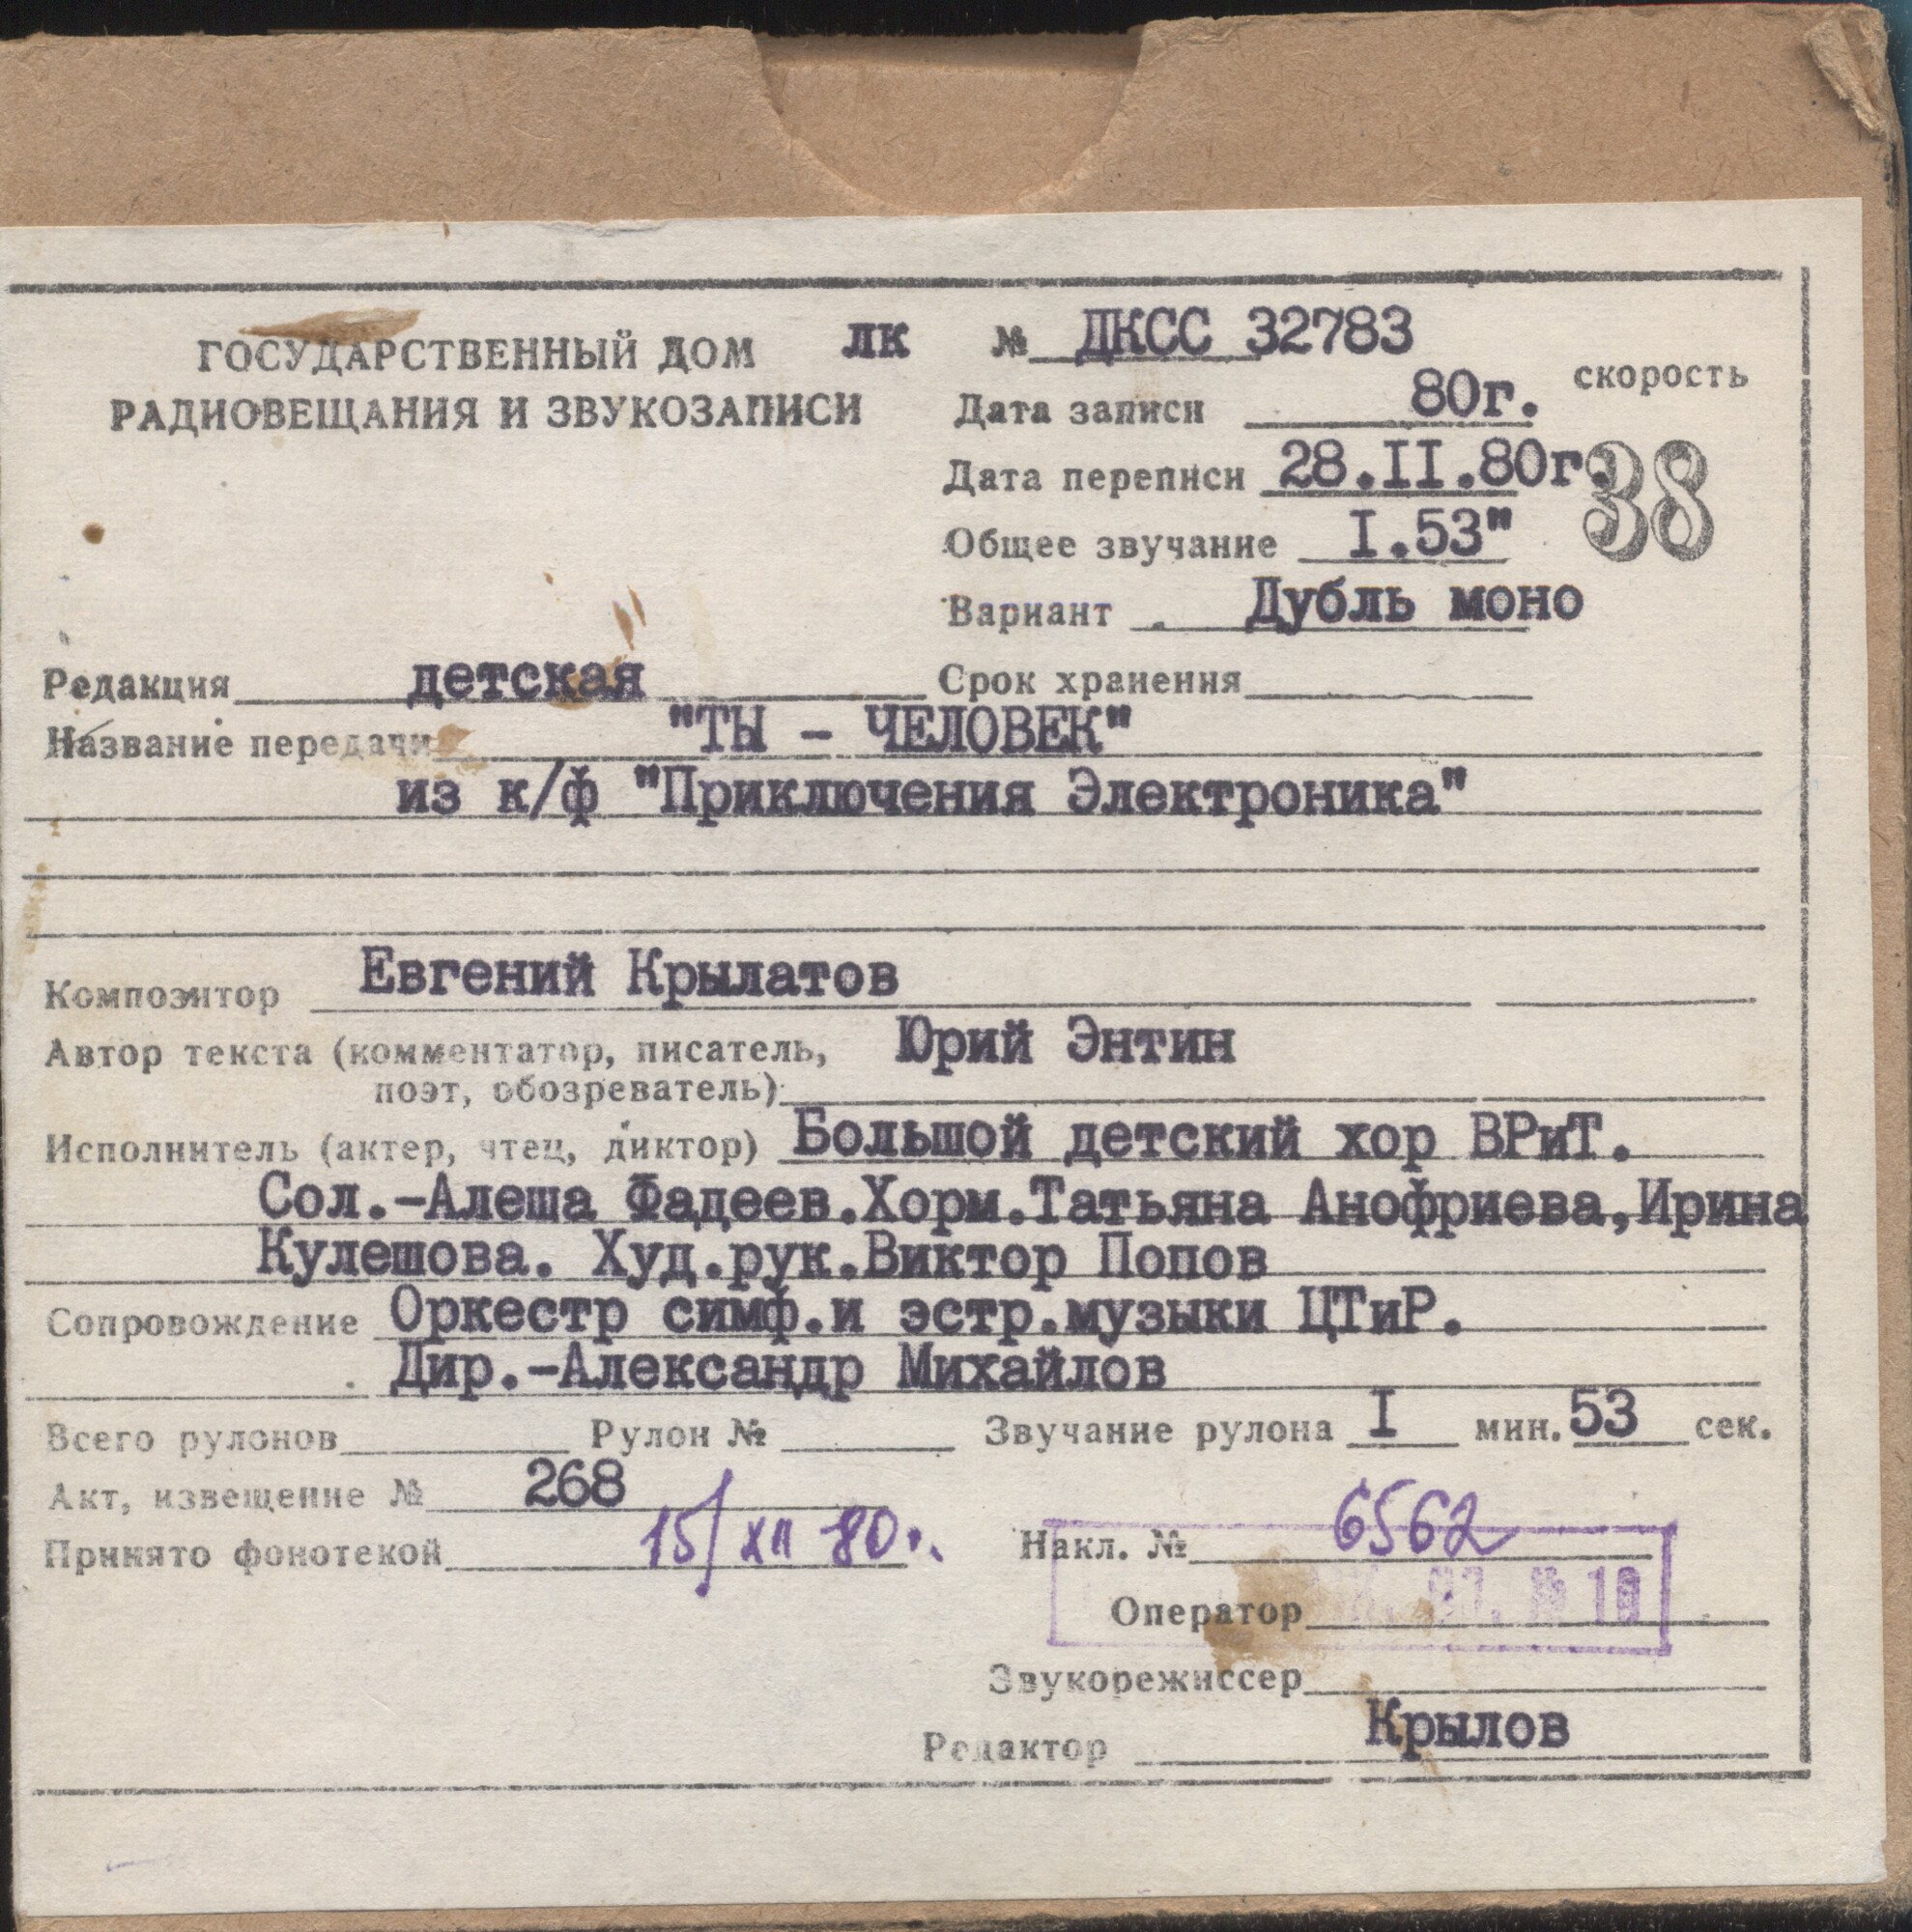 ГОСУДАРСТВЕННЫЙ ДОМ ЛК № ДКСС 32783
РАДИОВЕЩАНИЯ И ЗВУКОЗАПИСИ
скорость
Дата записи 80г.
Дата переписи 28.II.80г.
38
Общее звучание I.53"
Вариант Дубль моно
Редакция детская Срок хранения
Название передачи "ТЫ - ЧЕЛОВЕК"
из к/ф "Приключения Электроника"
Композитор Евгений Крылатов
Автор текста (комментатор, писатель, Юрий Энтин
поэт, обозреватель)
Исполнитель (актер, чтец, диктор) Большой детский хор ВРиТ.
Сол.-Алеша Фадеев.Хорм.Татьяна Анофриева,Ирина
Кулешова. Худ.рук.Виктор Попов
Сопровождение Оркестр симф.и эстр.музыки ЦТиР.
Дир.-Александр Михайлов
Всего рулонов Рулон № Звучание рулона I мин. 53 сек.
Акт, извещение № 268
Принято фонотекой 15/XII 80г. Накл. № 6562
Оператор
Звукорежиссер
Редактор Крылов